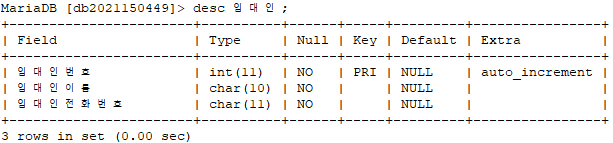 MariaDB [db2021150449]> desc 임대인;
+----------------+----------+------+-----+---------+----------------+
| Field | Type | Null | Key | Default | Extra |
+----------------+----------+------+-----+---------+----------------+
| 임대인번호 | int(11) | NO | PRI | NULL | auto_increment |
| 임대인이름 | char(10) | NO | | NULL | |
| 임대인전화번호 | char(11) | NO | | NULL | |
+----------------+----------+------+-----+---------+----------------+
3 rows in set (0.00 sec)